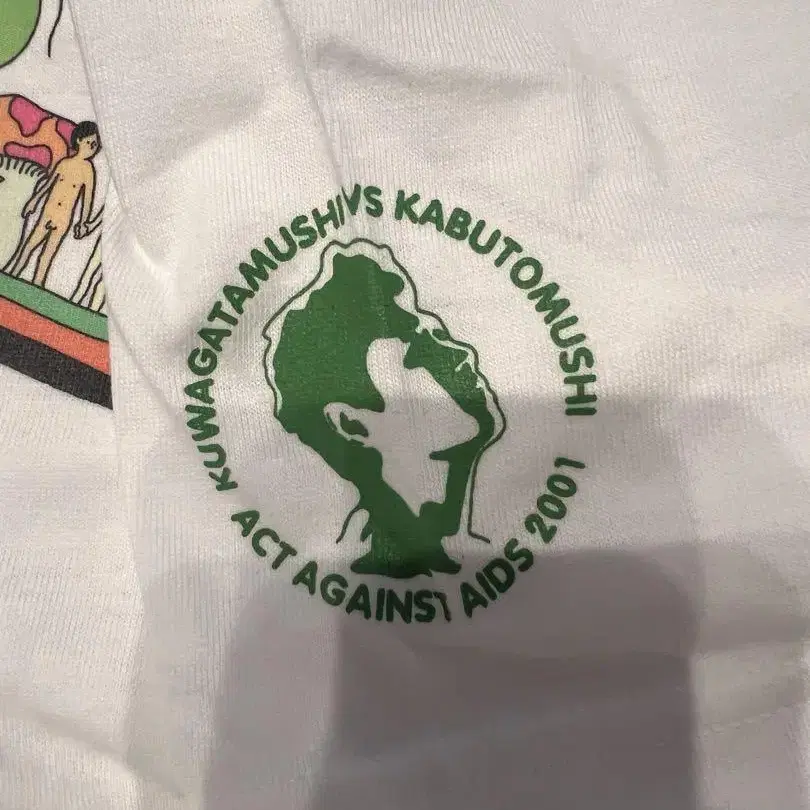 KUWAGATAMUSHI VS KABUTOMUSHI
ACT AGAINST AIDS 2001